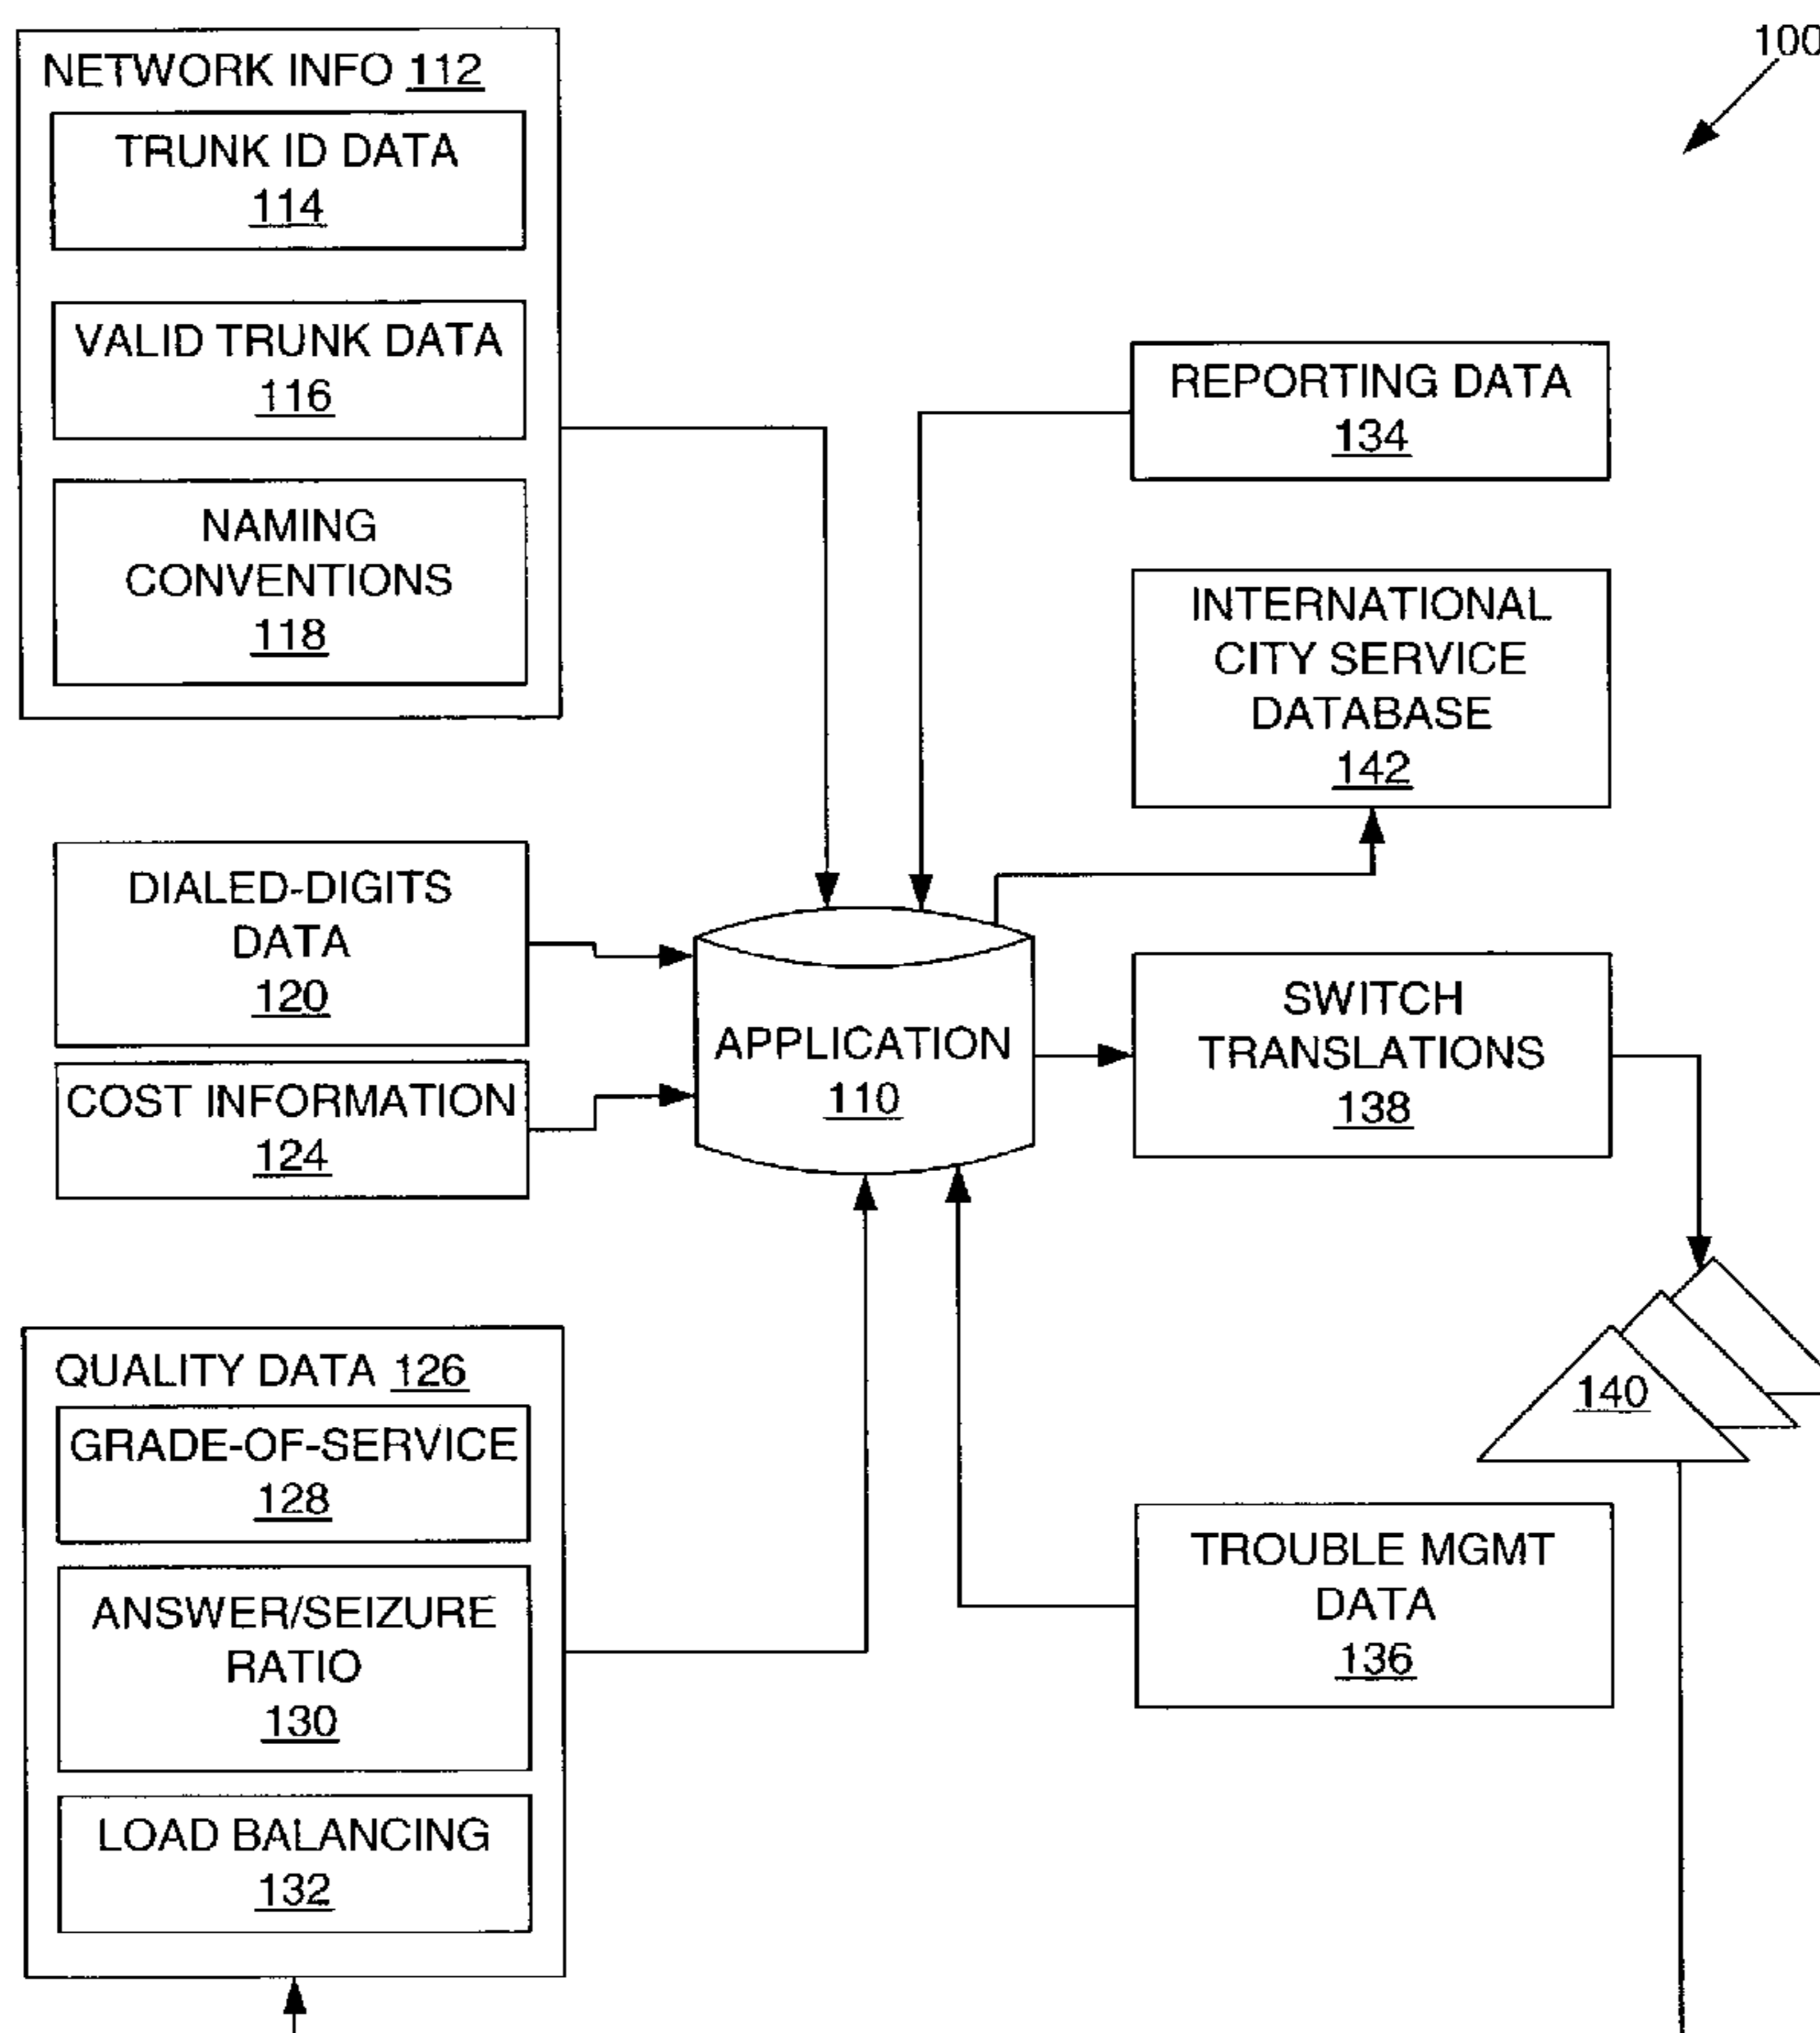 100
NETWORK INFO 112
TRUNK ID DATA
114
VALID TRUNK DATA
116
NAMING
CONVENTIONS
118
REPORTING DATA
134
INTERNATIONAL
CITY SERVICE
DATABASE
142
DIALED-DIGITS
DATA
120
COST INFORMATION
124
APPLICATION
110
SWITCH
TRANSLATIONS
138
140
QUALITY DATA 126
GRADE-OF-SERVICE
128
ANSWER/SEIZURE
RATIO
130
LOAD BALANCING
132
TROUBLE MGMT
DATA
136